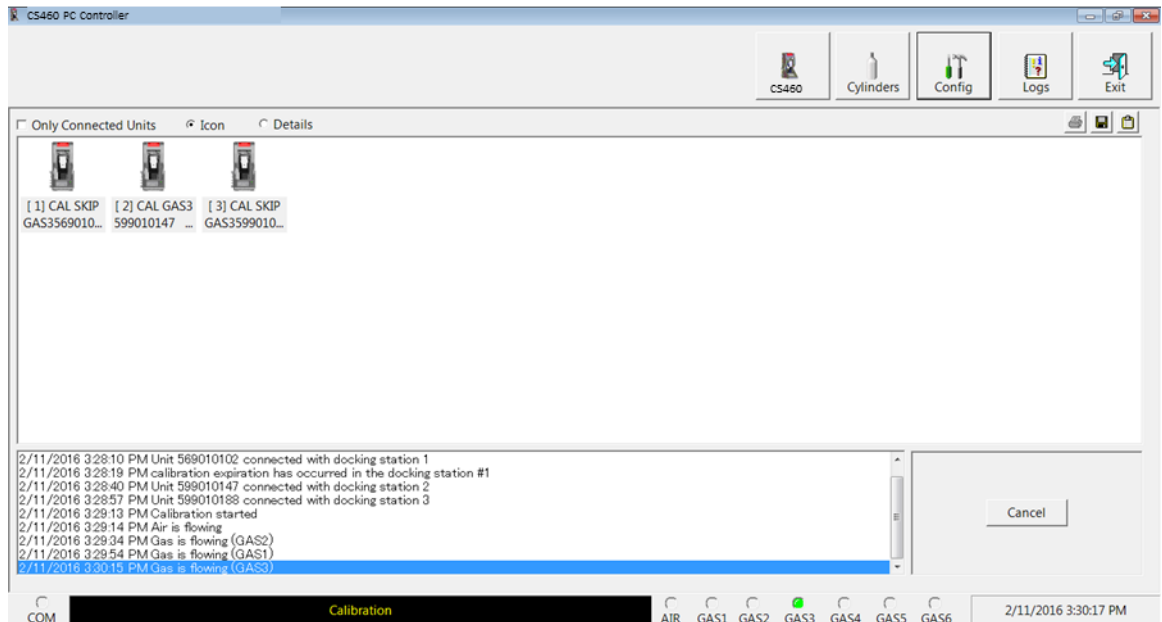 CS460 PC Controller
CS460 Cylinders Config Logs Exit
Only Connected Units Icon Details
[ 1] CAL SKIP [ 2] CAL GAS3 [ 3] CAL SKIP
GAS3569010... 599010147 ... GAS3599010...
2/11/2016 3:28:10 PM Unit 569010102 connected with docking station 1
2/11/2016 3:28:19 PM calibration expiration has occurred in the docking station #1
2/11/2016 3:28:40 PM Unit 599010147 connected with docking station 2
2/11/2016 3:28:57 PM Unit 599010188 connected with docking station 3
2/11/2016 3:29:13 PM Calibration started
2/11/2016 3:29:14 PM Air is flowing
2/11/2016 3:29:34 PM Gas is flowing (GAS2)
2/11/2016 3:29:54 PM Gas is flowing (GAS1)
2/11/2016 3:30:15 PM Gas is flowing (GAS3)
Cancel
COM Calibration AIR GAS1 GAS2 GAS3 GAS4 GAS5 GAS6 2/11/2016 3:30:17 PM